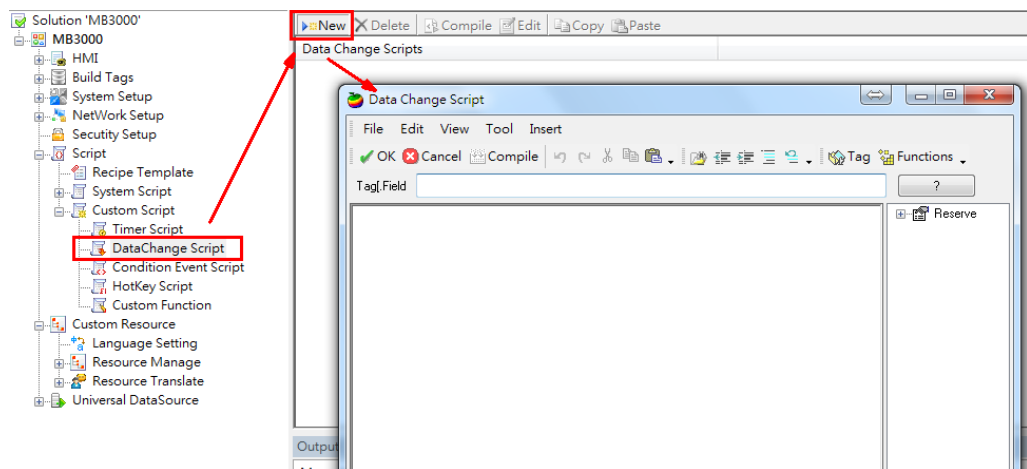 Solution 'MB3000'
MB3000
HMI
Build Tags
System Setup
NetWork Setup
Secutity Setup
Script
Recipe Template
System Script
Custom Script
Timer Script
DataChange Script
Condition Event Script
HotKey Script
Custom Function
Custom Resource
Language Setting
Resource Manage
Resource Translate
Universal DataSource
New Delete Compile Edit Copy Paste
Data Change Scripts
Data Change Script
File Edit View Tool Insert
OK Cancel Compile Tag Functions
Tag[.Field ?
Reserve
Output